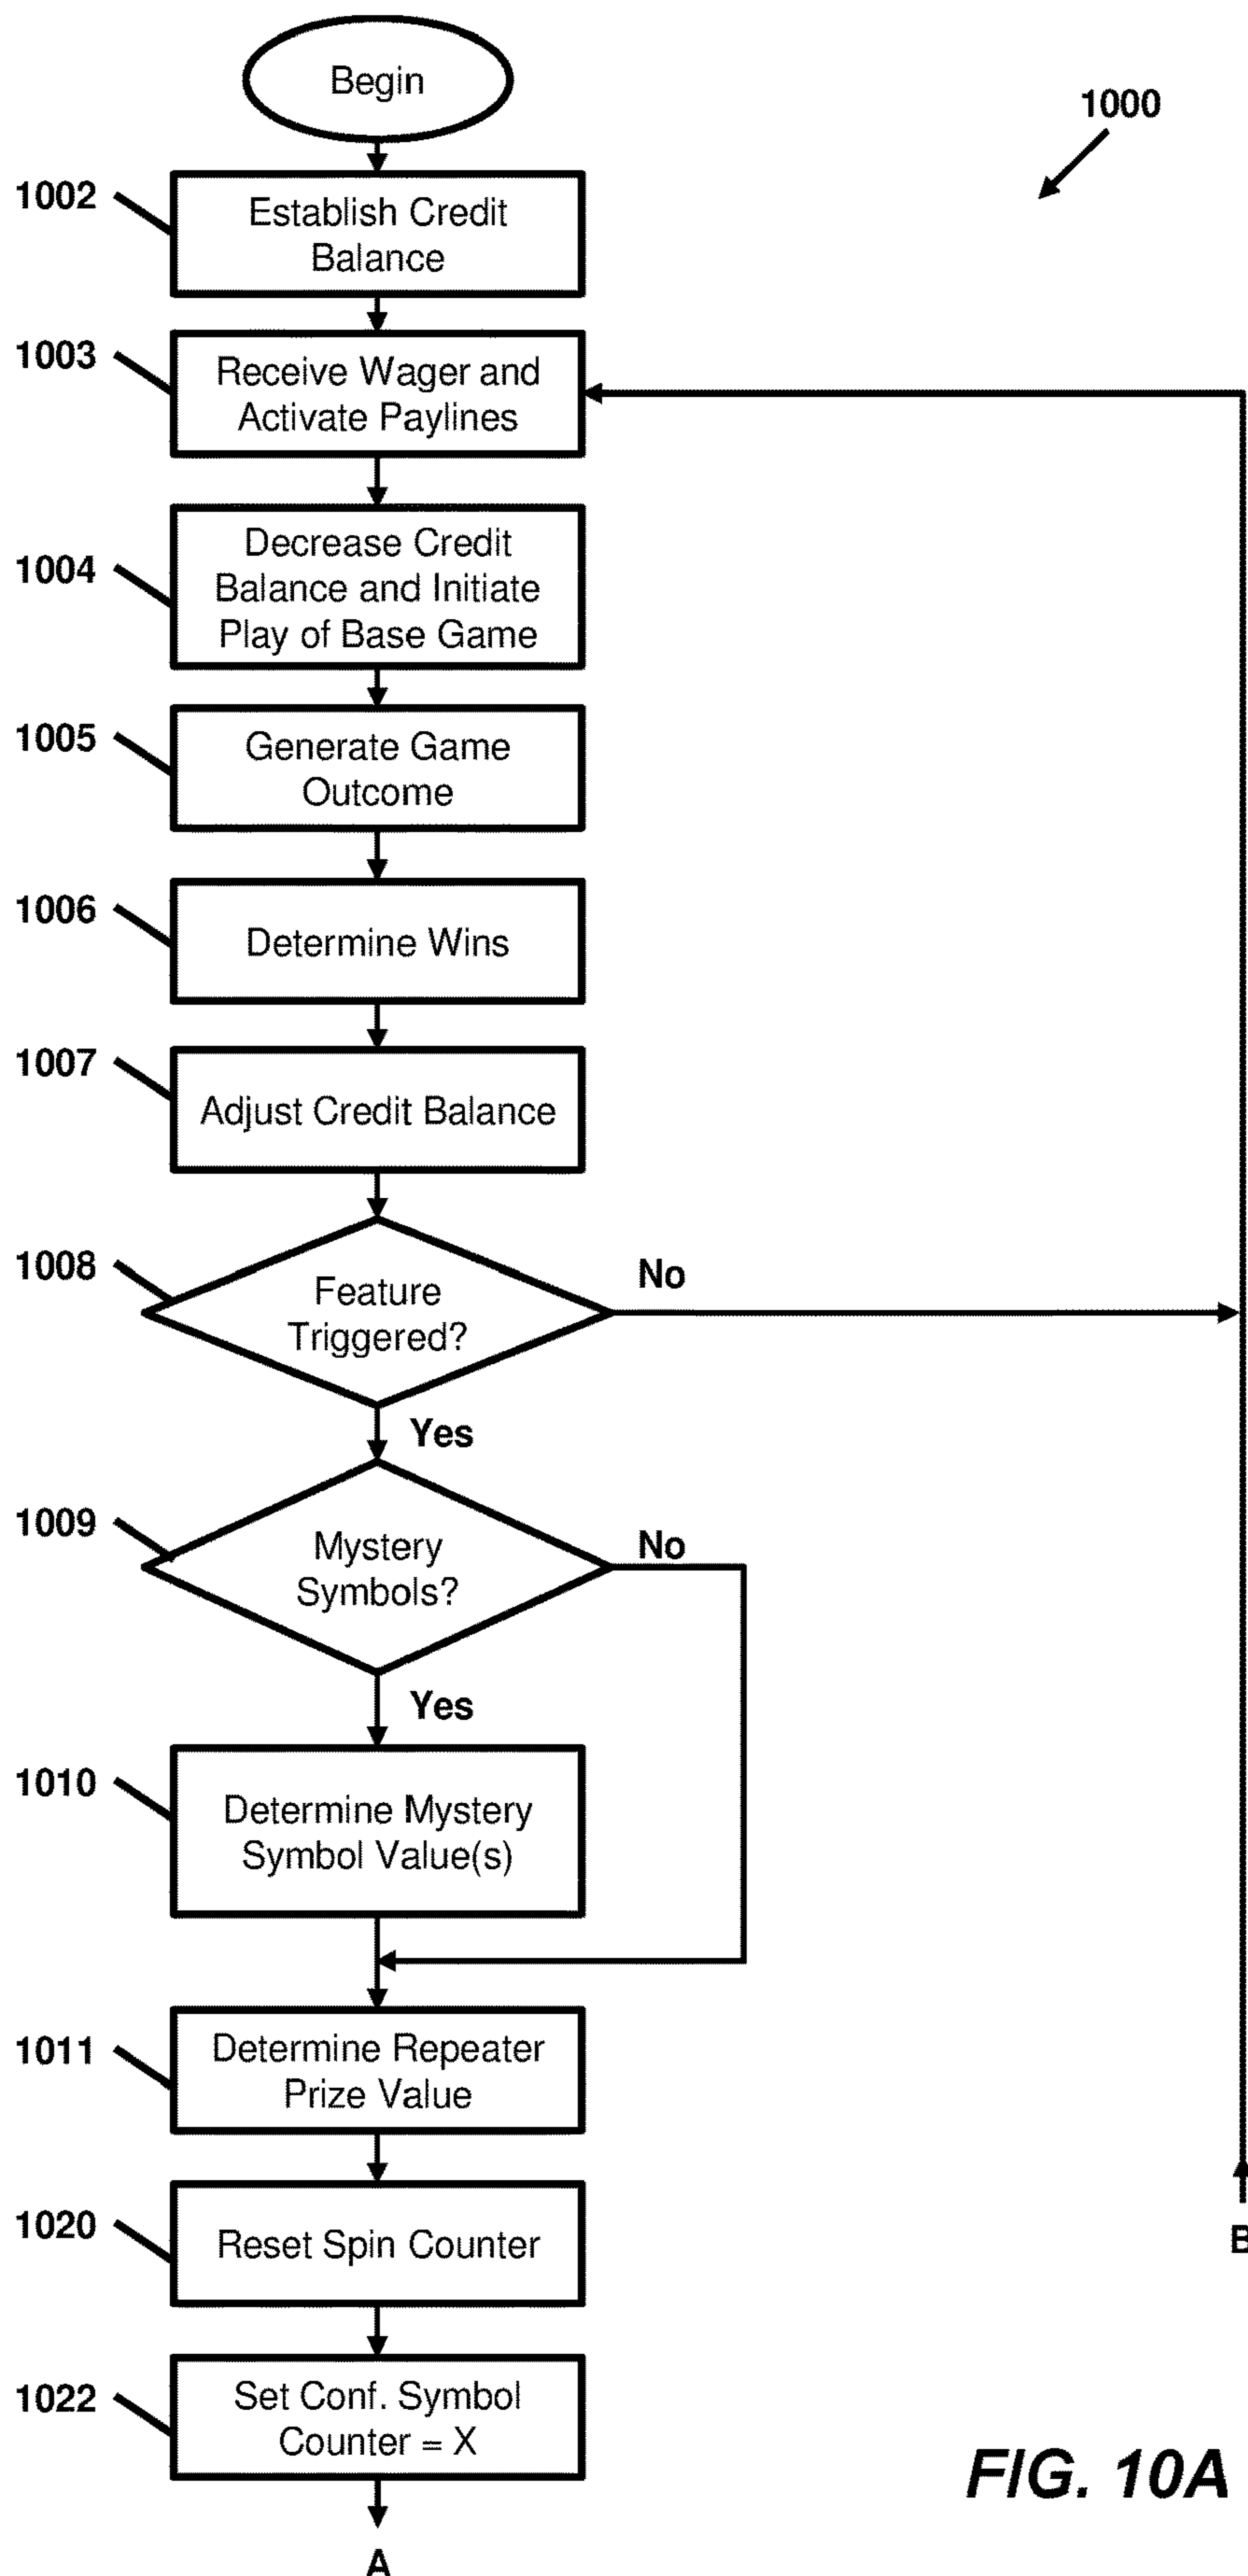 Begin
1000
1002
Establish Credit
Balance
1003
Receive Wager and
Activate Paylines
1004
Decrease Credit
Balance and Initiate
Play of Base Game
1005
Generate Game
Outcome
1006
Determine Wins
1007
Adjust Credit Balance
1008
Feature
Triggered?
No
Yes
1009
Mystery
Symbols?
No
Yes
1010
Determine Mystery
Symbol Value(s)
1011
Determine Repeater
Prize Value
1020
Reset Spin Counter
B
1022
Set Conf. Symbol
Counter = X
FIG. 10A
A